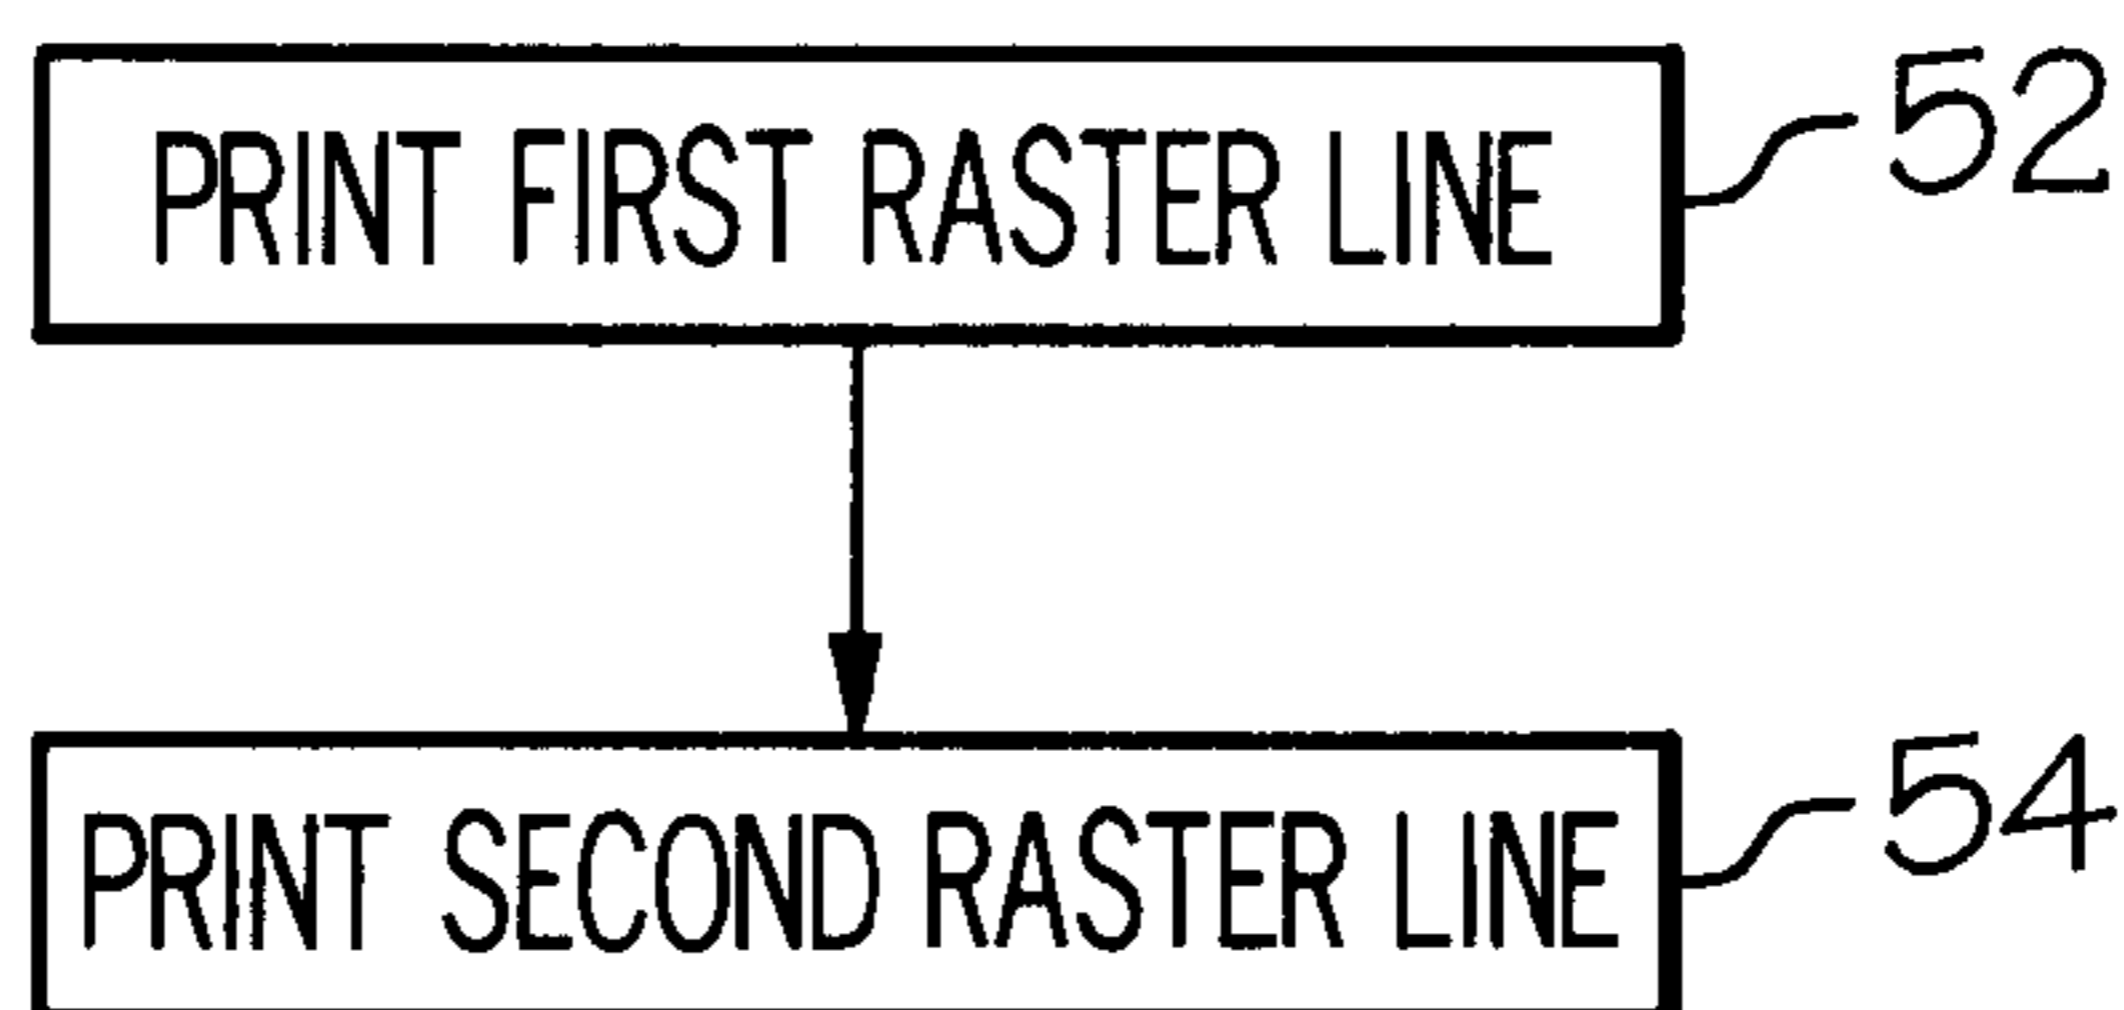 PRINT FIRST RASTER LINE
52
PRINT SECOND RASTER LINE
54